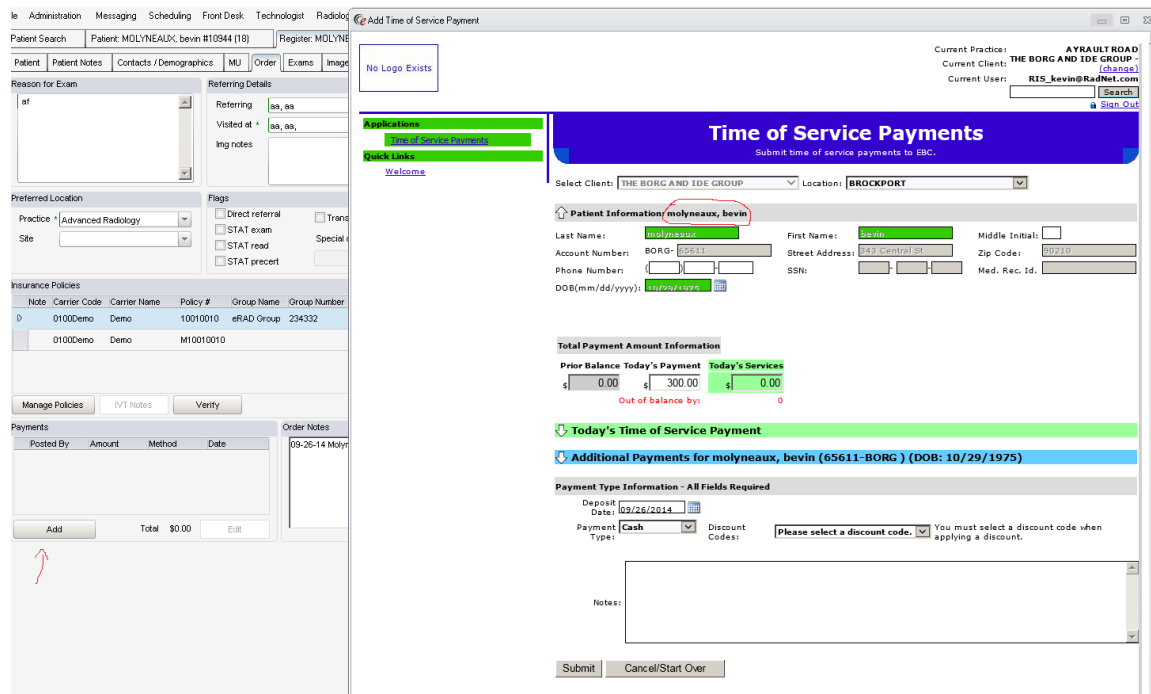 le Administration Messaging Scheduling Front Desk Technologist Radiolog
Patient Search Patient: MOLYNEAUX, bevin #10944 (18) Register: MOLYNE
Patient Patient Notes Contacts / Demographics MU Order Exams Image
Reason for Exam
af
Referring Details
Referring aa, aa
Visited at * aa, aa,
Img notes
Preferred Location
Practice * Advanced Radiology
Site
Flags
Direct referral Trans
STAT exam
STAT read Special
STAT precert
Insurance Policies
Note Carrier Code Carrier Name Policy # Group Name Group Number
0100Demo Demo 10010010 eRAD Group 234332
0100Demo Demo M10010010
Manage Policies IVT Notes Verify
Payments
Posted By Amount Method Date
Add Total $0.00 Edit
Order Notes
09-26-14 Molyr
Add Time of Service Payment
No Logo Exists
Current Practice: AYRAULT ROAD
Current Client: THE BORG AND IDE GROUP -
(change)
Current User: RIS_kevin@RadNet.com
Search
Sign Out
Applications
Time of Service Payments
Quick Links
Welcome
Time of Service Payments
Submit time of service payments to EBC.
Select Client: THE BORG AND IDE GROUP Location: BROCKPORT
Patient Information: molyneaux, bevin
Last Name: molyneaux First Name: bevin Middle Initial:
Account Number: BORG- 65611 Street Address: 343 Central St Zip Code: 90210
Phone Number: ( ) - SSN: - - Med. Rec. Id.
DOB(mm/dd/yyyy): 10/29/1975
Total Payment Amount Information
Prior Balance Today's Payment Today's Services
$ 0.00 $ 300.00 $ 0.00
Out of balance by: 0
Today's Time of Service Payment
Additional Payments for molyneaux, bevin (65611-BORG ) (DOB: 10/29/1975)
Payment Type Information - All Fields Required
Deposit
Date: 09/26/2014
Payment
Type: Cash Discount
Codes: Please select a discount code. You must select a discount code when
applying a discount.
Notes:
Submit Cancel/Start Over